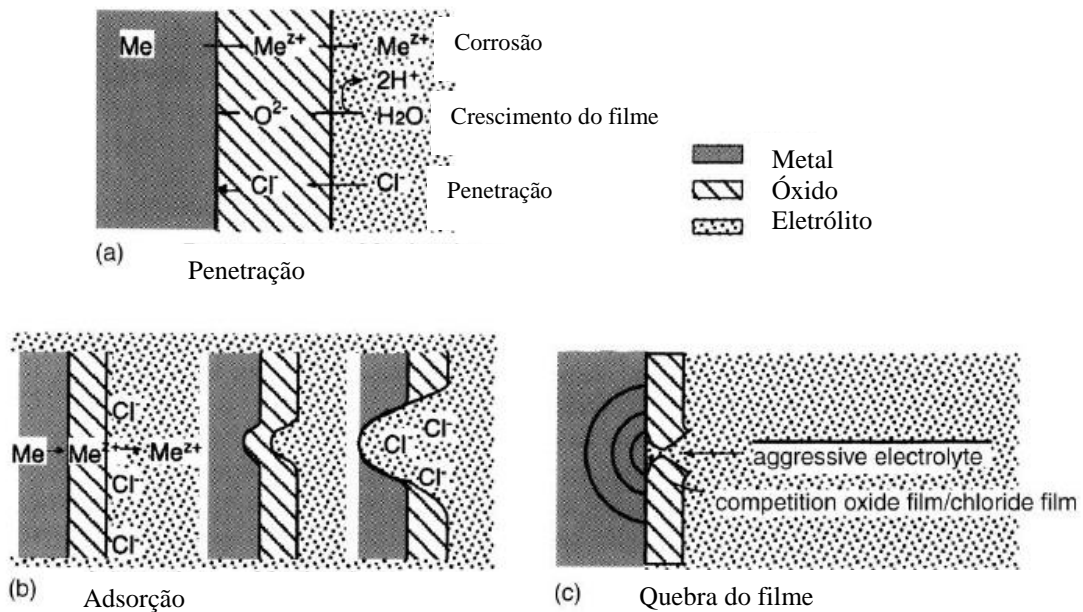 Me Me^z+ Me^z+ Corrosão
2H⁺
O²⁻ H₂O Crescimento do filme
Cl⁻ Cl⁻ Penetração
(a)
Penetração
Metal
Óxido
Eletrólito
Cl⁻
Me Me^z+ Me^z+
Cl⁻
Cl⁻
Cl⁻
Cl⁻
Cl⁻
(b) Adsorção
aggressive electrolyte
competition oxide film/chloride film
(c) Quebra do filme